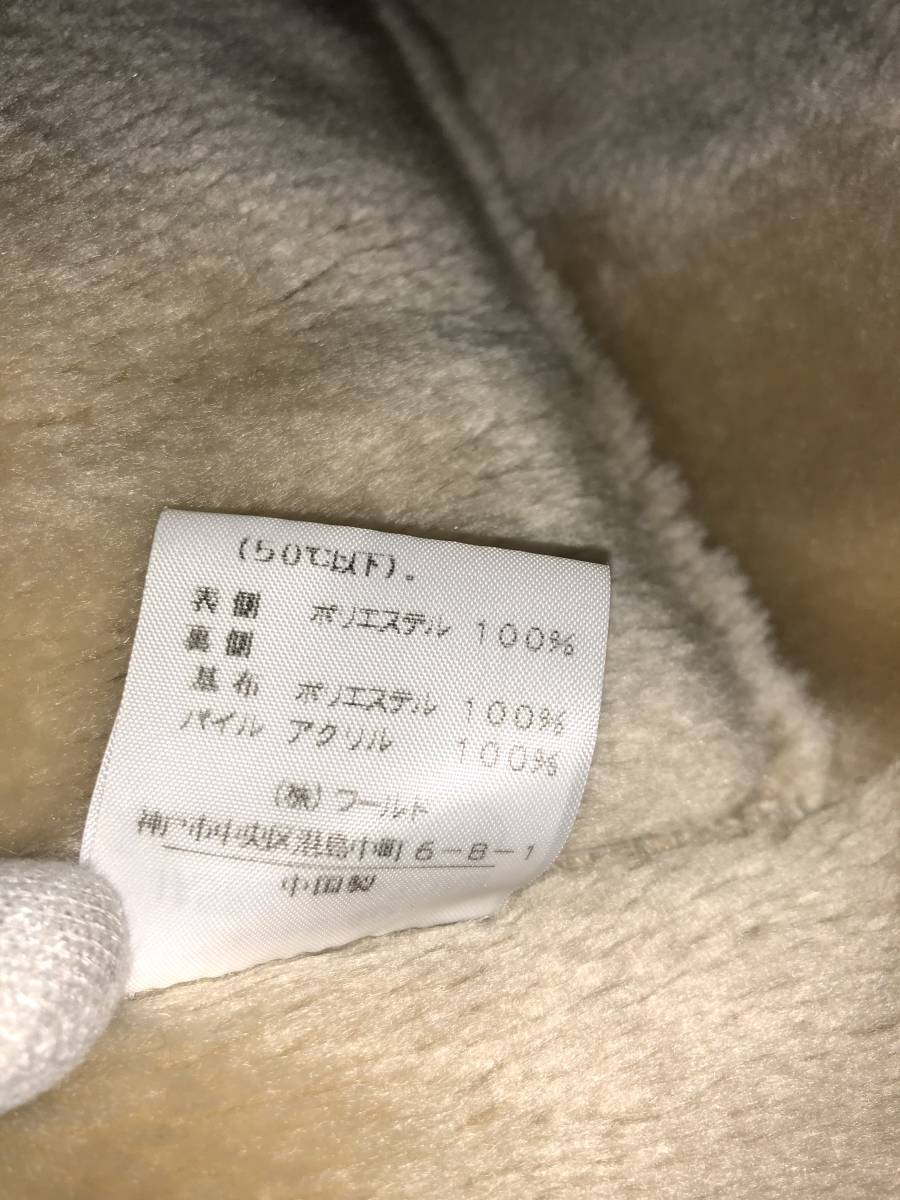 (50℃以下)。
表側 ポリエステル 100%
裏側
基布 ポリエステル 100%
パイル アクリル 100%
(株)ワールド
神戸市中央区港島中町6-8-1
中国製